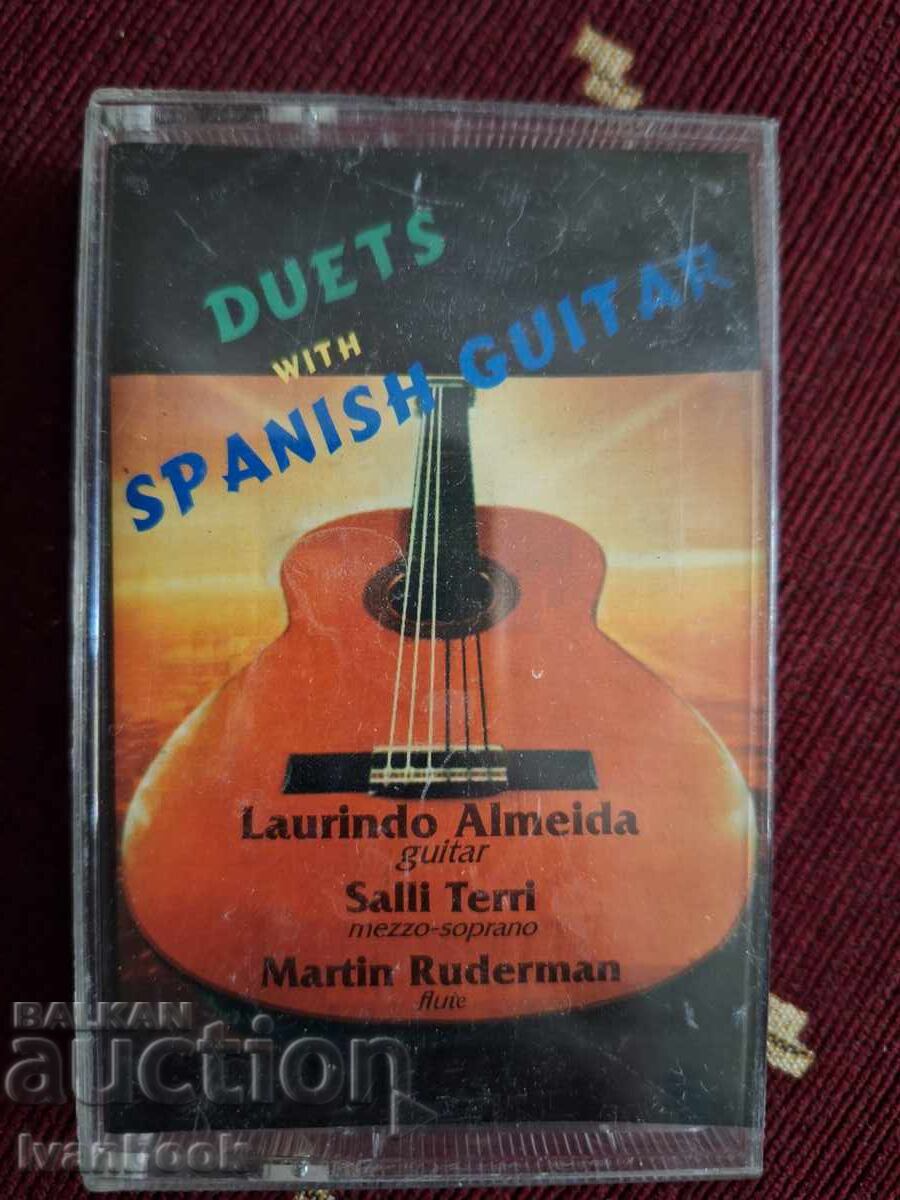 DUETS
WITH
SPANISH GUITAR
Laurindo Almeida
guitar
Salli Terri
mezzo-soprano
Martin Ruderman
flute
BALKAN
auction
IvanBook